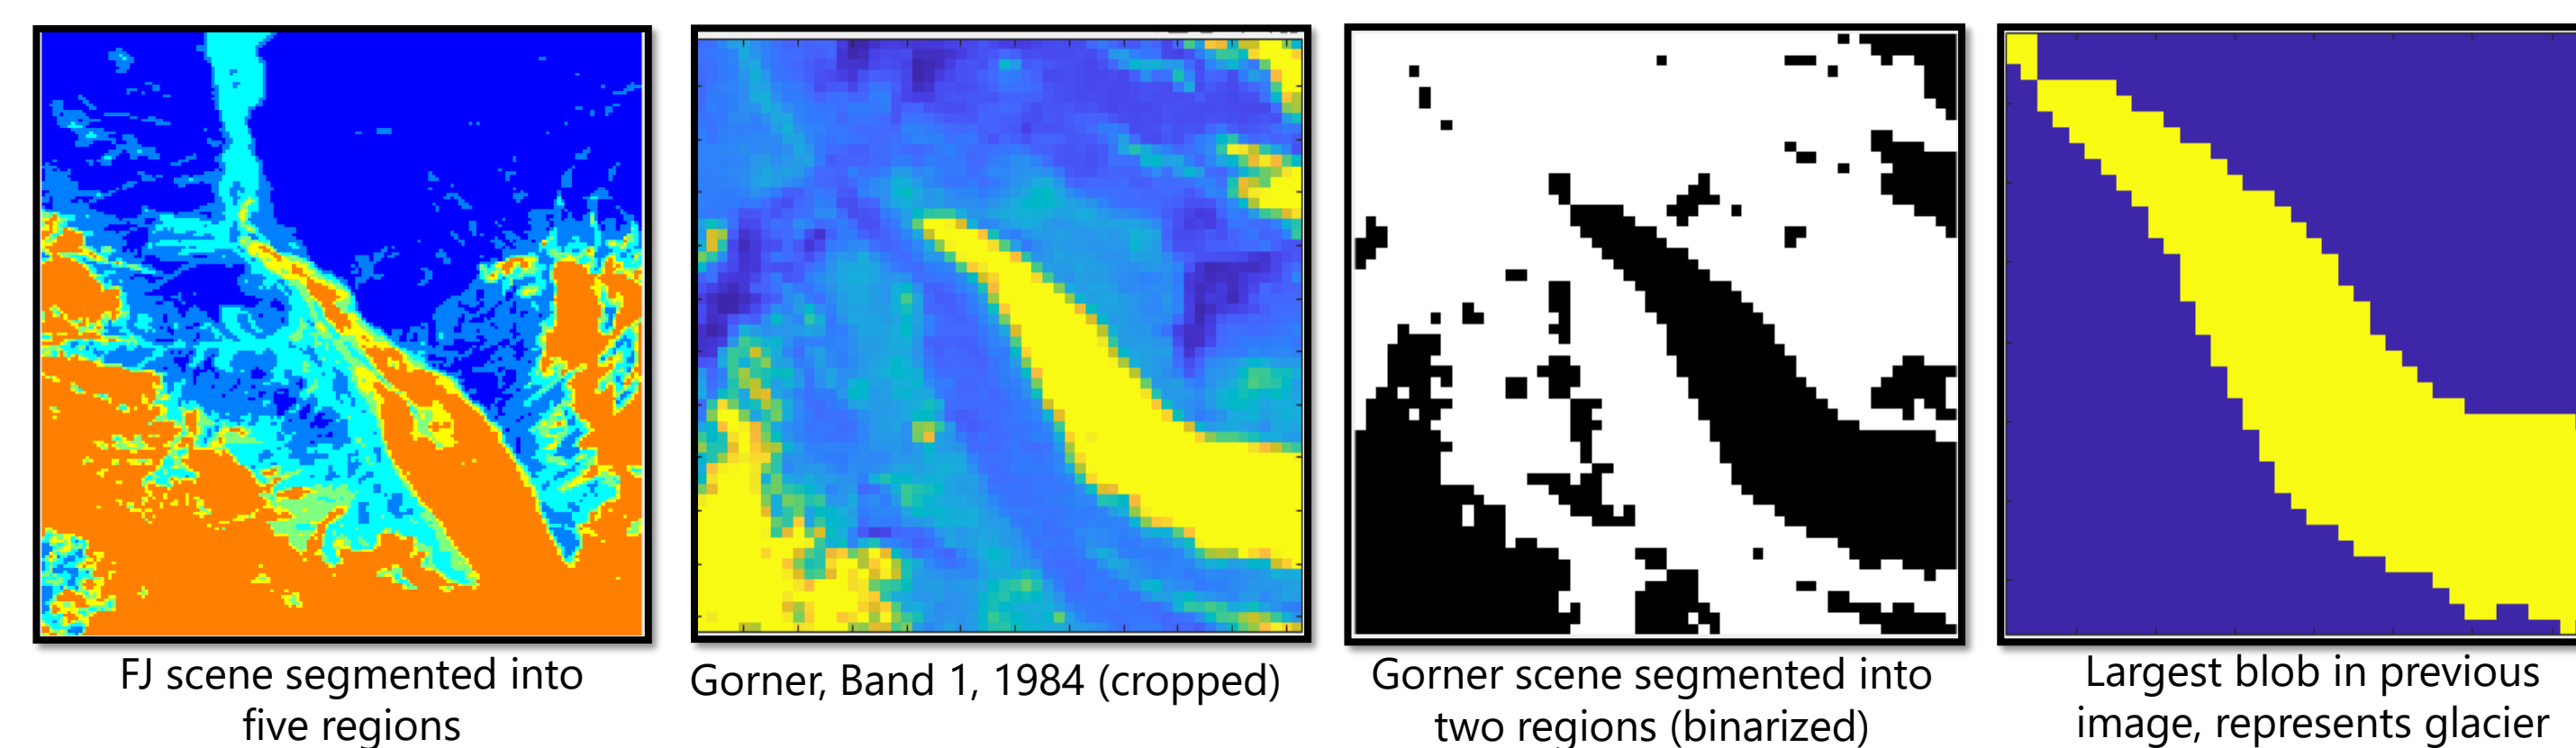 FJ scene segmented into
five regions
Gorner, Band 1, 1984 (cropped)
Gorner scene segmented into
two regions (binarized)
Largest blob in previous
image, represents glacier